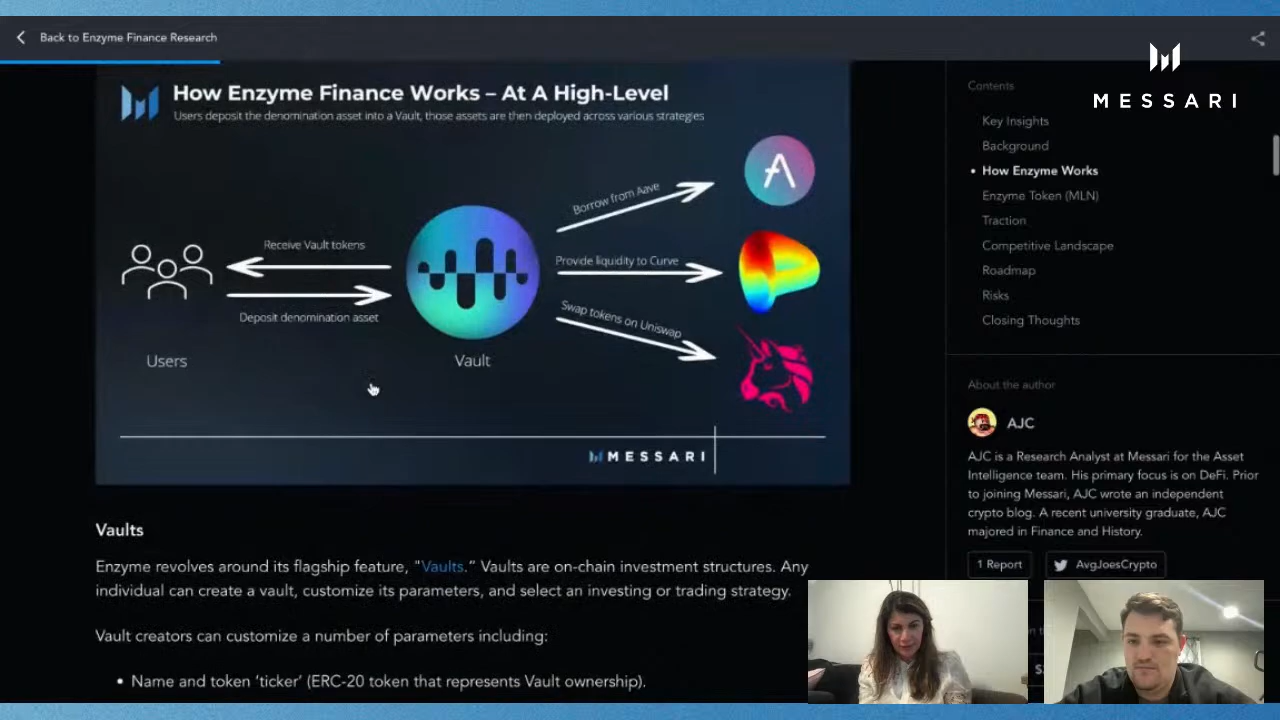 Back to Enzyme Finance Research
MESSARI
How Enzyme Finance Works – At A High-Level
Users deposit the denomination asset into a Vault, those assets are then deployed across various strategies
Borrow from Aave
Receive Vault tokens
Provide liquidity to Curve
Deposit denomination asset
Swap tokens on Uniswap
Users
Vault
MESSARI
Vaults
Enzyme revolves around its flagship feature, "Vaults." Vaults are on-chain investment structures. Any
individual can create a vault, customize its parameters, and select an investing or trading strategy.
Vault creators can customize a number of parameters including:
• Name and token ‘ticker’ (ERC-20 token that represents Vault ownership).
Contents
Key Insights
Background
• How Enzyme Works
Enzyme Token (MLN)
Traction
Competitive Landscape
Roadmap
Risks
Closing Thoughts
About the author
AJC
AJC is a Research Analyst at Messari for the Asset
Intelligence team. His primary focus is on DeFi. Prior
to joining Messari, AJC wrote an independent
crypto blog. A recent university graduate, AJC
majored in Finance and History.
1 Report
AvgJoesCrypto